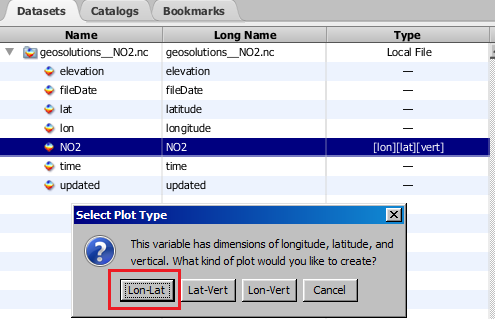 Datasets Catalogs Bookmarks
Name Long Name Type
geosolutions__NO2.nc geosolutions__NO2.nc Local File
elevation elevation —
fileDate fileDate —
lat latitude —
lon longitude —
NO2 NO2 [lon][lat][vert]
time time —
updated updated —
Select Plot Type
This variable has dimensions of longitude, latitude, and
vertical. What kind of plot would you like to create?
Lon-Lat Lat-Vert Lon-Vert Cancel